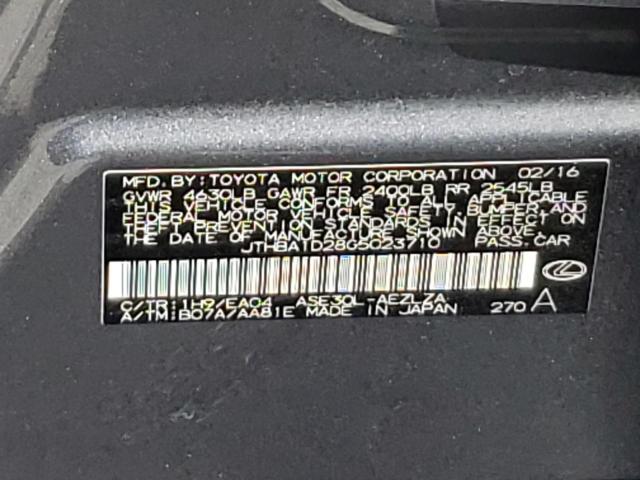 MFD. BY: TOYOTA MOTOR CORPORATION 02/16
GVWR 4630LB GAWR FR 2400LB RR 2545LB
THIS VEHICLE CONFORMS TO ALL APPLICABLE
FEDERAL MOTOR VEHICLE SAFETY, BUMPER, AND
THEFT PREVENTION STANDARDS IN EFFECT ON
THE DATE OF MANUFACTURE SHOWN ABOVE.
JTHBA1D28G5023710 PASS. CAR
C/TR: 1H9/EA04 ASE30L-AEZLZA
A/TM: B07A/AA81E MADE IN JAPAN 270 A